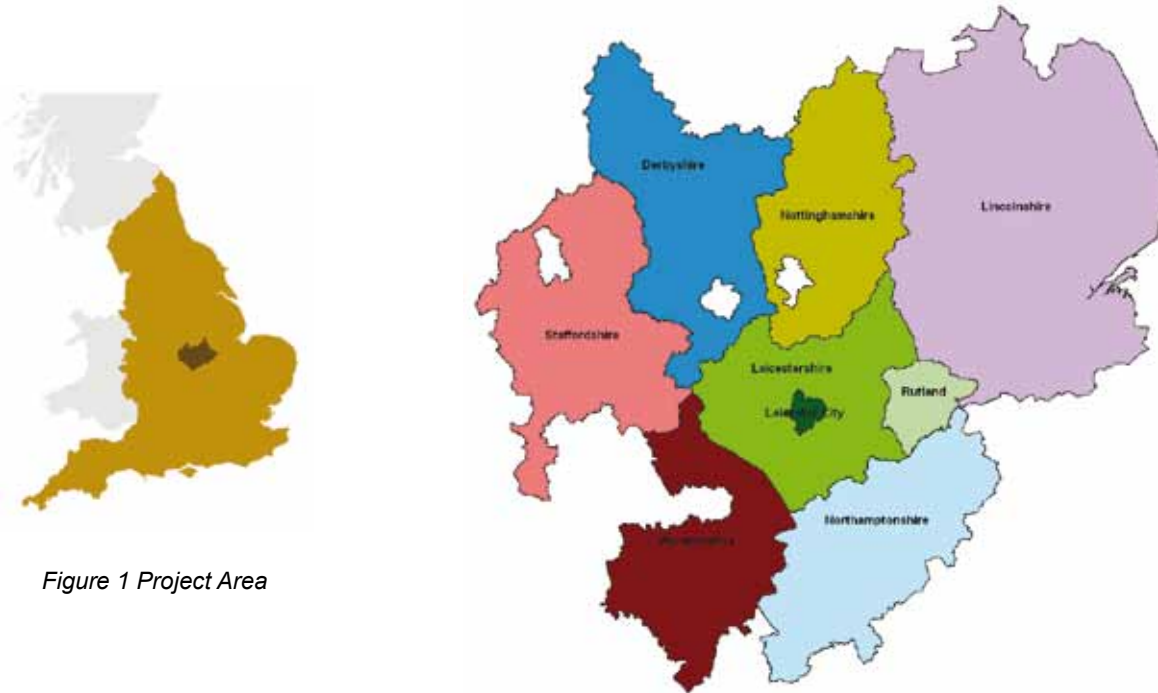 Derbyshire
Nottinghamshire
Lincolnshire
Staffordshire
Leicestershire
Rutland
Leicester City
Northamptonshire
Figure 1 Project Area